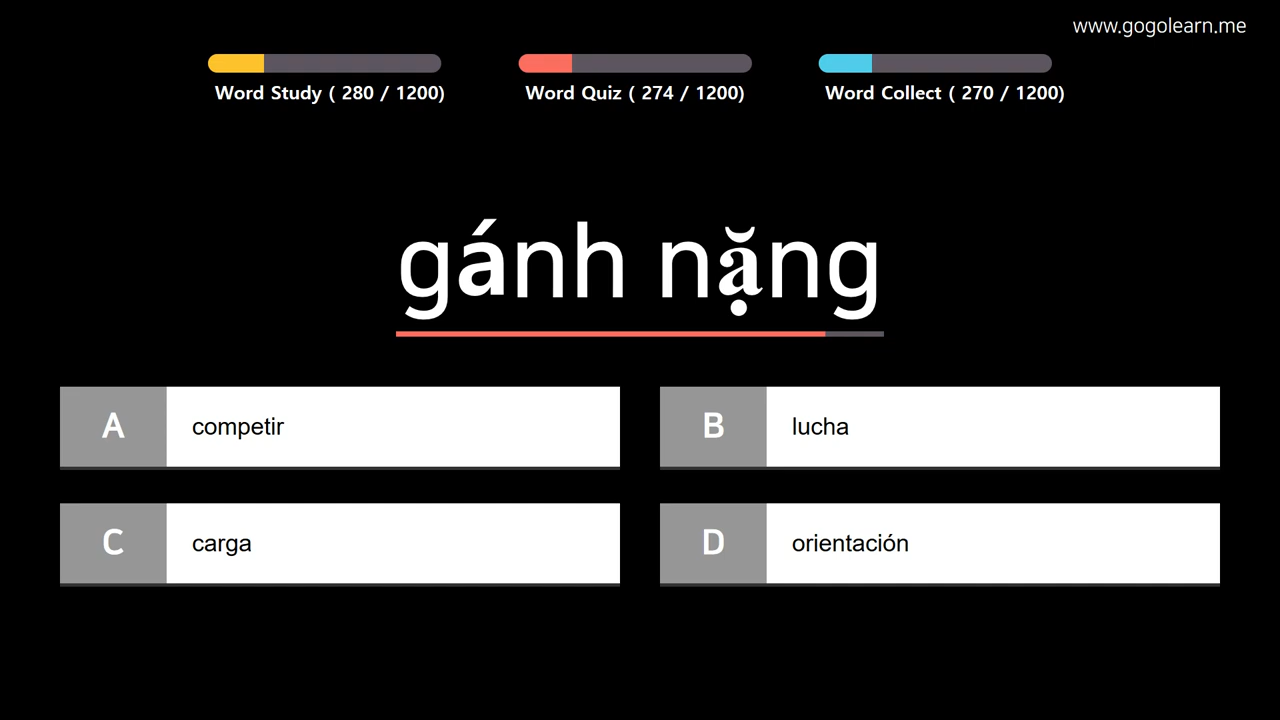 www.gogolearn.me
Word Study ( 280 / 1200)
Word Quiz ( 274 / 1200)
Word Collect ( 270 / 1200)
gánh nặng
A competir
B lucha
C carga
D orientación